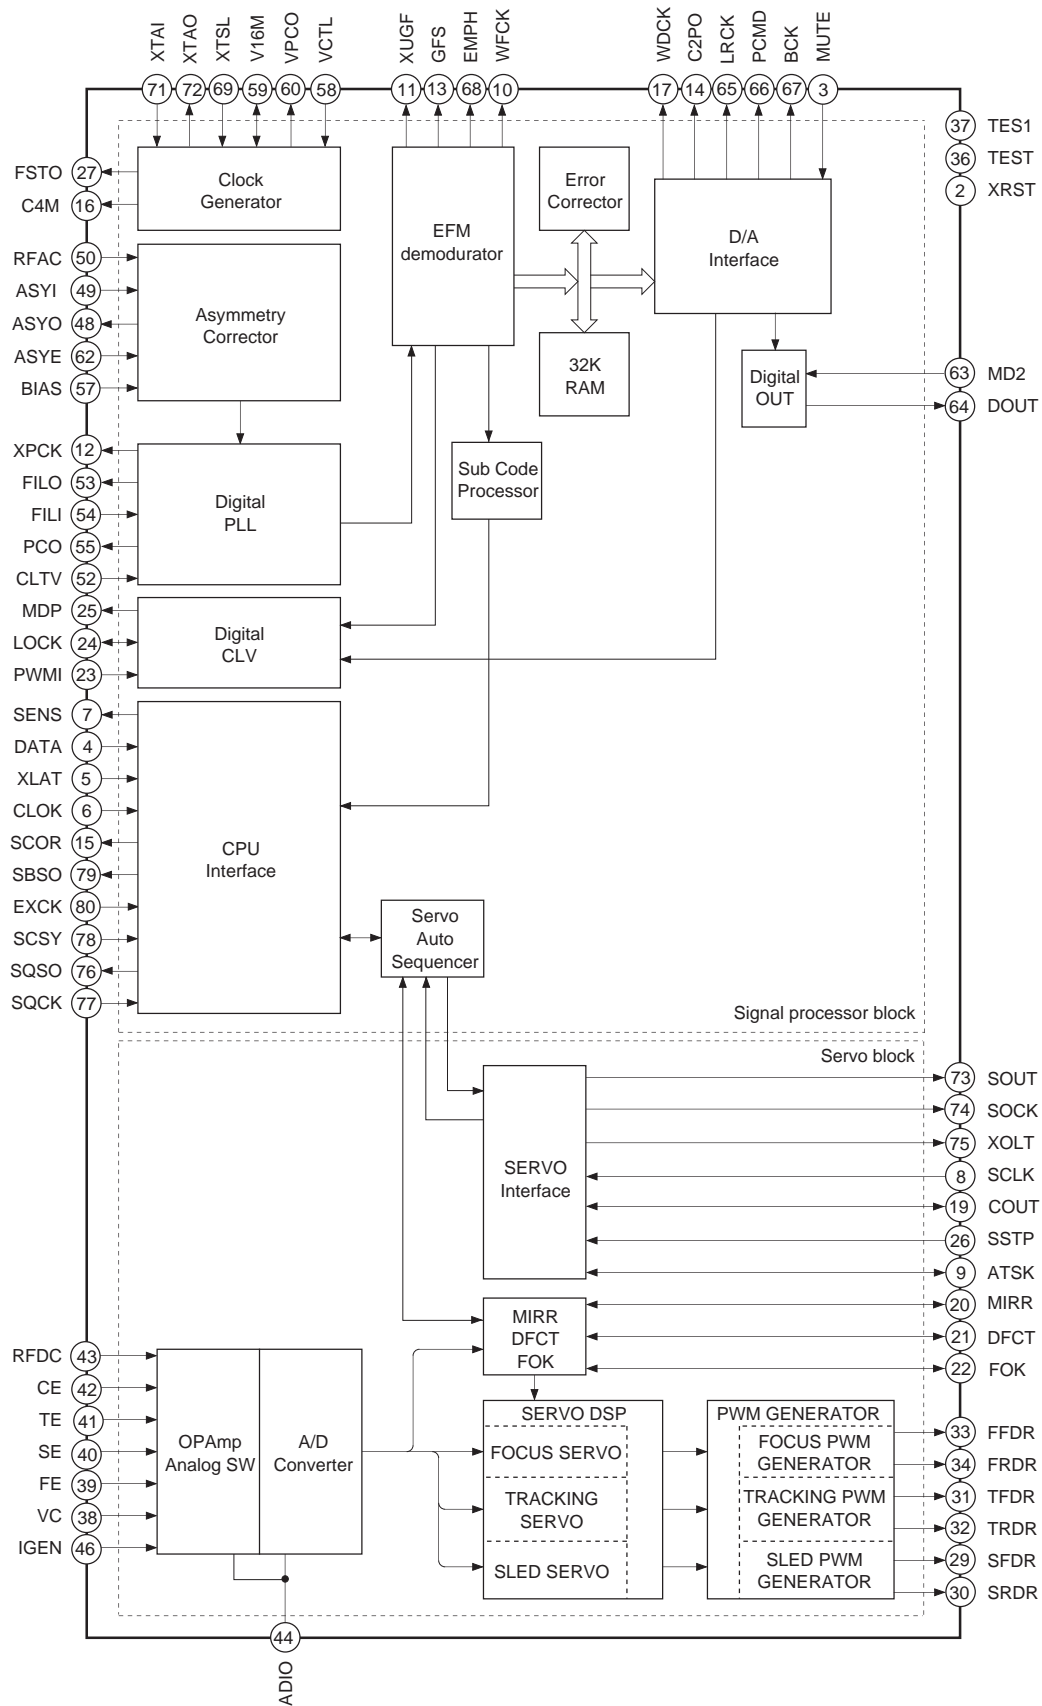 XTAI
XTAO
XTSL
V16M
VPCO
VCTL
XUGF
GFS
EMPH
WFCK
WDCK
C2PO
LRCK
PCMD
BCK
MUTE
71
72
69
59
60
58
11
13
68
10
17
14
65
66
67
3
37 TES1
36 TEST
2 XRST
FSTO 27
C4M 16
Clock
Generator
RFAC 50
ASYI 49
ASYO 48
ASYE 62
BIAS 57
Asymmetry
Corrector
EFM
demodurator
Error
Corrector
32K
RAM
D/A
Interface
Digital
OUT
63 MD2
64 DOUT
XPCK 12
FILO 53
FILI 54
PCO 55
CLTV 52
Digital
PLL
Sub Code
Processor
MDP 25
LOCK 24
PWMI 23
Digital
CLV
SENS 7
DATA 4
XLAT 5
CLOK 6
SCOR 15
SBSO 79
EXCK 80
SCSY 78
SQSO 76
SQCK 77
CPU
Interface
Servo
Auto
Sequencer
Signal processor block
Servo block
SERVO
Interface
73 SOUT
74 SOCK
75 XOLT
8 SCLK
19 COUT
26 SSTP
9 ATSK
20 MIRR
21 DFCT
22 FOK
MIRR
DFCT
FOK
RFDC 43
CE 42
TE 41
SE 40
FE 39
VC 38
IGEN 46
OPAmp
Analog SW
A/D
Converter
SERVO DSP
FOCUS SERVO
TRACKING
SERVO
SLED SERVO
PWM GENERATOR
FOCUS PWM
GENERATOR
TRACKING PWM
GENERATOR
SLED PWM
GENERATOR
33 FFDR
34 FRDR
31 TFDR
32 TRDR
29 SFDR
30 SRDR
44
ADIO